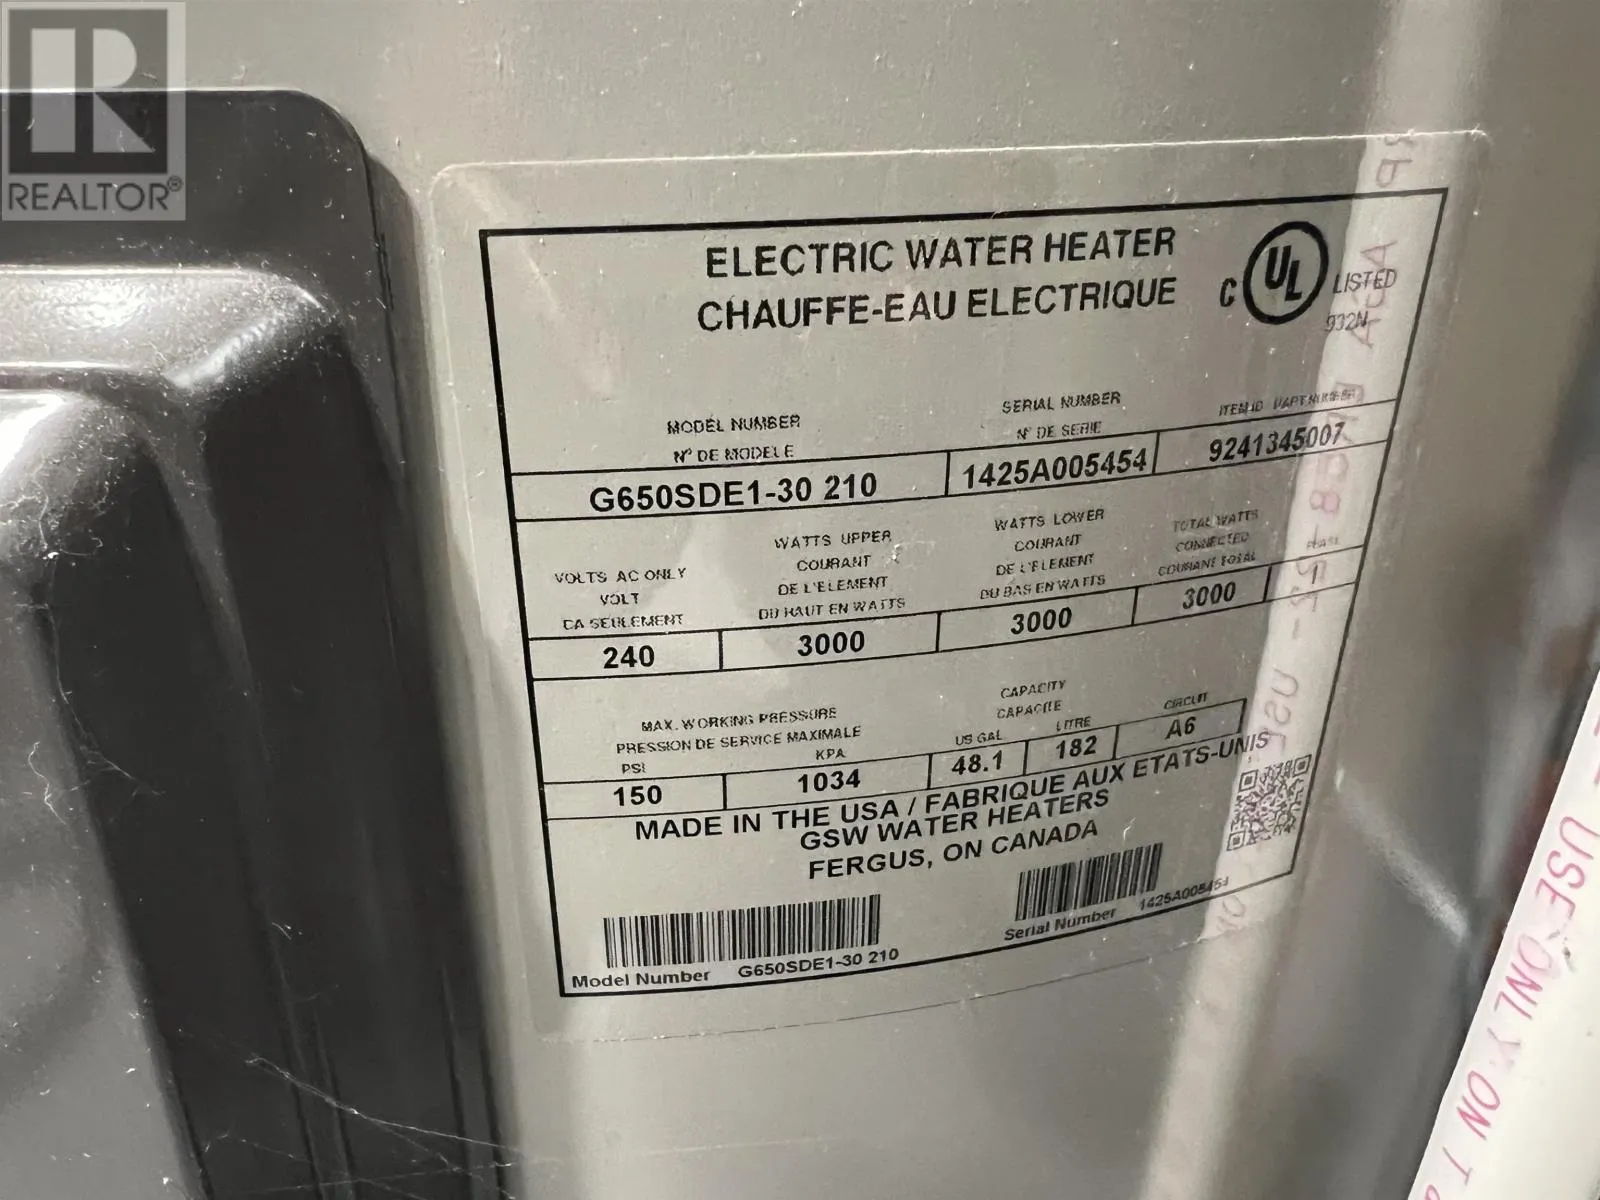 REALTOR®
ELECTRIC WATER HEATER
CHAUFFE-EAU ELECTRIQUE
C UL LISTED
932N
MODEL NUMBER
N° DE MODELE
SERIAL NUMBER
N° DE SERIE
ITEM ID
G650SDE1-30 210
1425A005454
9241345007
VOLTS AC ONLY
VOLT
CA SEULEMENT
WATTS UPPER
COURANT
DE L'ELEMENT
DU HAUT EN WATTS
WATTS LOWER
COURANT
DE L'ELEMENT
DU BAS EN WATTS
TOTAL WATTS
CONNECTED
COURANT TOTAL
PHASE
240
3000
3000
3000
1
MAX. WORKING PRESSURE
PRESSION DE SERVICE MAXIMALE
PSI
KPA
CAPACITY
CAPACITE
US GAL
LITRE
CIRCUIT
150
1034
48.1
182
A6
MADE IN THE USA / FABRIQUE AUX ETATS-UNIS
GSW WATER HEATERS
FERGUS, ON CANADA
Model Number G650SDE1-30 210
Serial Number 1425A005454
USE ONLY ON